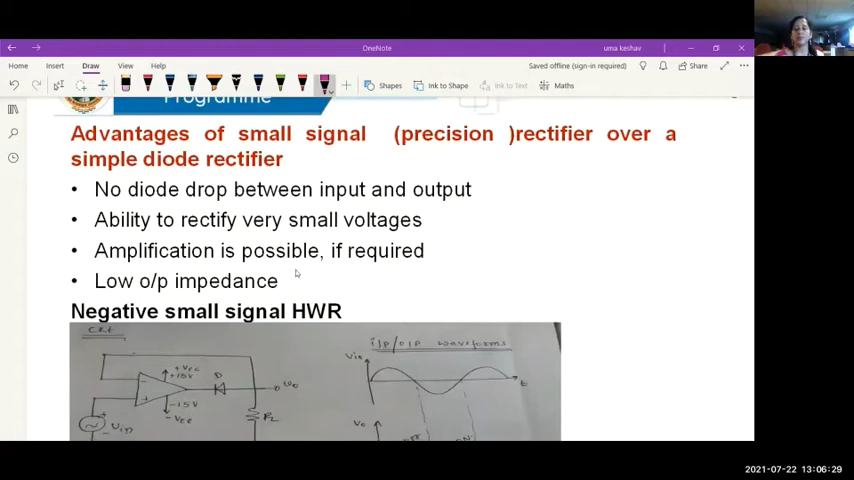 OneNote
uma keshav
Home Insert Draw View Help Saved offline (sign-in required) Share
Shapes Ink to Shape Ink to Text Maths
Programme
Advantages of small signal (precision )rectifier over a
simple diode rectifier
• No diode drop between input and output
• Ability to rectify very small voltages
• Amplification is possible, if required
• Low o/p impedance
Negative small signal HWR
CKT
i/p/o/p waveforms
Vin
+Vcc
+15V
D
Vo
t
-15V
-VEE
RL
Vin
Vo
OFF
ON
2021-07-22 13:06:29